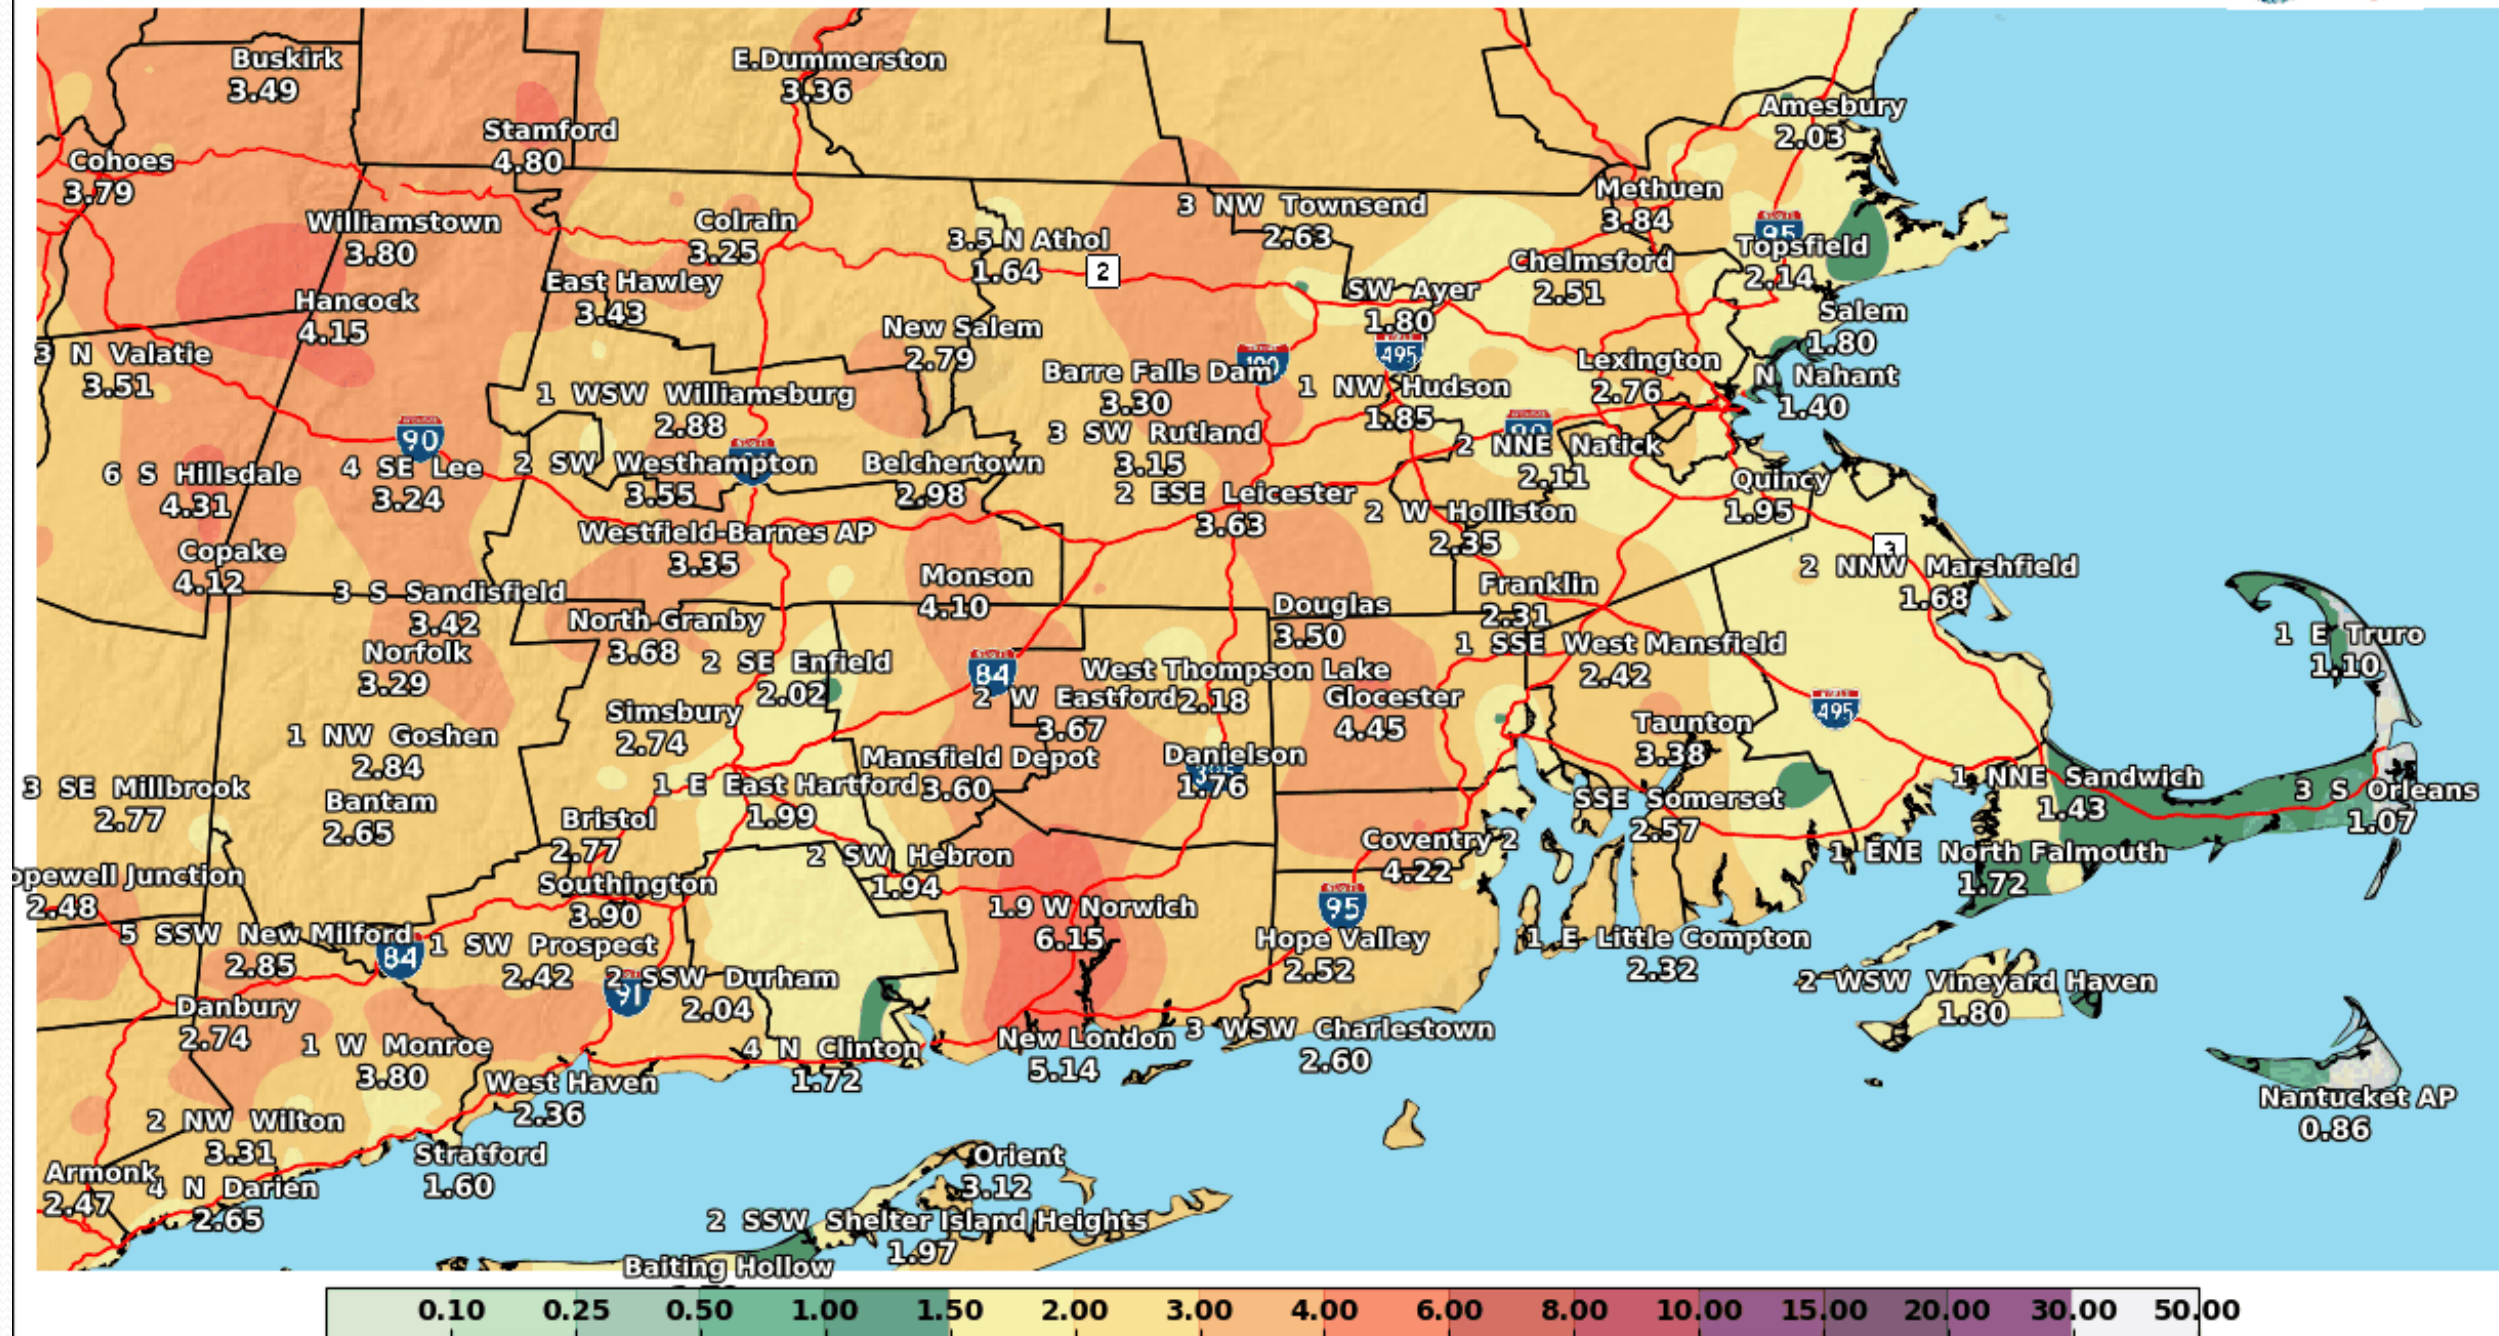 Buskirk
3.49
E.Dummerston
3.36
Amesbury
2.03
Stamford
4.80
Cohoes
3.79
Methuen
3.84
3 NW Townsend
2.63
Williamstown
3.80
Colrain
3.25
3.5 N Athol
1.64
2
95
Topsfield
2.14
Chelmsford
2.51
East Hawley
3.43
SW Ayer
1.80
Hancock
4.15
Salem
1.80
New Salem
2.79
3 N Valatie
3.51
495
Lexington
2.76
Barre Falls Dam
3.30
N Nahant
1.40
1 NW Hudson
1.85
1 WSW Williamsburg
2.88
90
3 SW Rutland
3.15
90
2 NNE Natick
2.11
6 S Hillsdale
4.31
4 SE Lee
3.24
2 SW Westhampton
3.55
Belchertown
2.98
Quincy
1.95
2 ESE Leicester
3.63
2 W Holliston
2.35
Westfield-Barnes AP
3.35
3
Copake
4.12
2 NNW Marshfield
1.68
Monson
4.10
Franklin
2.31
3 S Sandisfield
3.42
Douglas
3.50
North Granby
3.68
1 E Truro
1.10
1 SSE West Mansfield
2.42
Norfolk
3.29
2 SE Enfield
2.02
84
West Thompson Lake
2.18
2 W Eastford
3.67
Glocester
4.45
495
Simsbury
2.74
Taunton
3.38
1 NW Goshen
2.84
Mansfield Depot
3.60
Danielson
1.76
1 NNE Sandwich
1.43
3 SE Millbrook
2.77
1 E East Hartford
1.99
3 S Orleans
1.07
Bantam
2.65
SSE Somerset
2.57
Bristol
2.77
Coventry 2
4.22
2 SW Hebron
1.94
1 ENE North Falmouth
1.72
opewell Junction
2.48
Southington
3.90
95
1.9 W Norwich
6.15
5 SSW New Milford
2.85
84
1 SW Prospect
2.42
Hope Valley
2.52
1 E Little Compton
2.32
2 SSW Durham
2.04
91
2 WSW Vineyard Haven
1.80
Danbury
2.74
3 WSW Charlestown
2.60
New London
5.14
1 W Monroe
3.80
4 N Clinton
1.72
West Haven
2.36
Nantucket AP
0.86
2 NW Wilton
3.31
Stratford
1.60
Orient
3.12
Armonk
2.47
4 N Darien
2.65
2 SSW Shelter Island Heights
1.97
Baiting Hollow
0.10 0.25 0.50 1.00 1.50 2.00 3.00 4.00 6.00 8.00 10.00 15.00 20.00 30.00 50.00